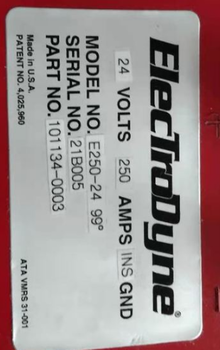 ElecTroDyne
24 VOLTS 250 AMPS INS GND
MODEL NO. E250-24 99°
SERIAL NO. 21B005
PART NO. 101134-0003
Made in U.S.A.
PATENT NO. 4,025,960
ATA VMRS 31-001